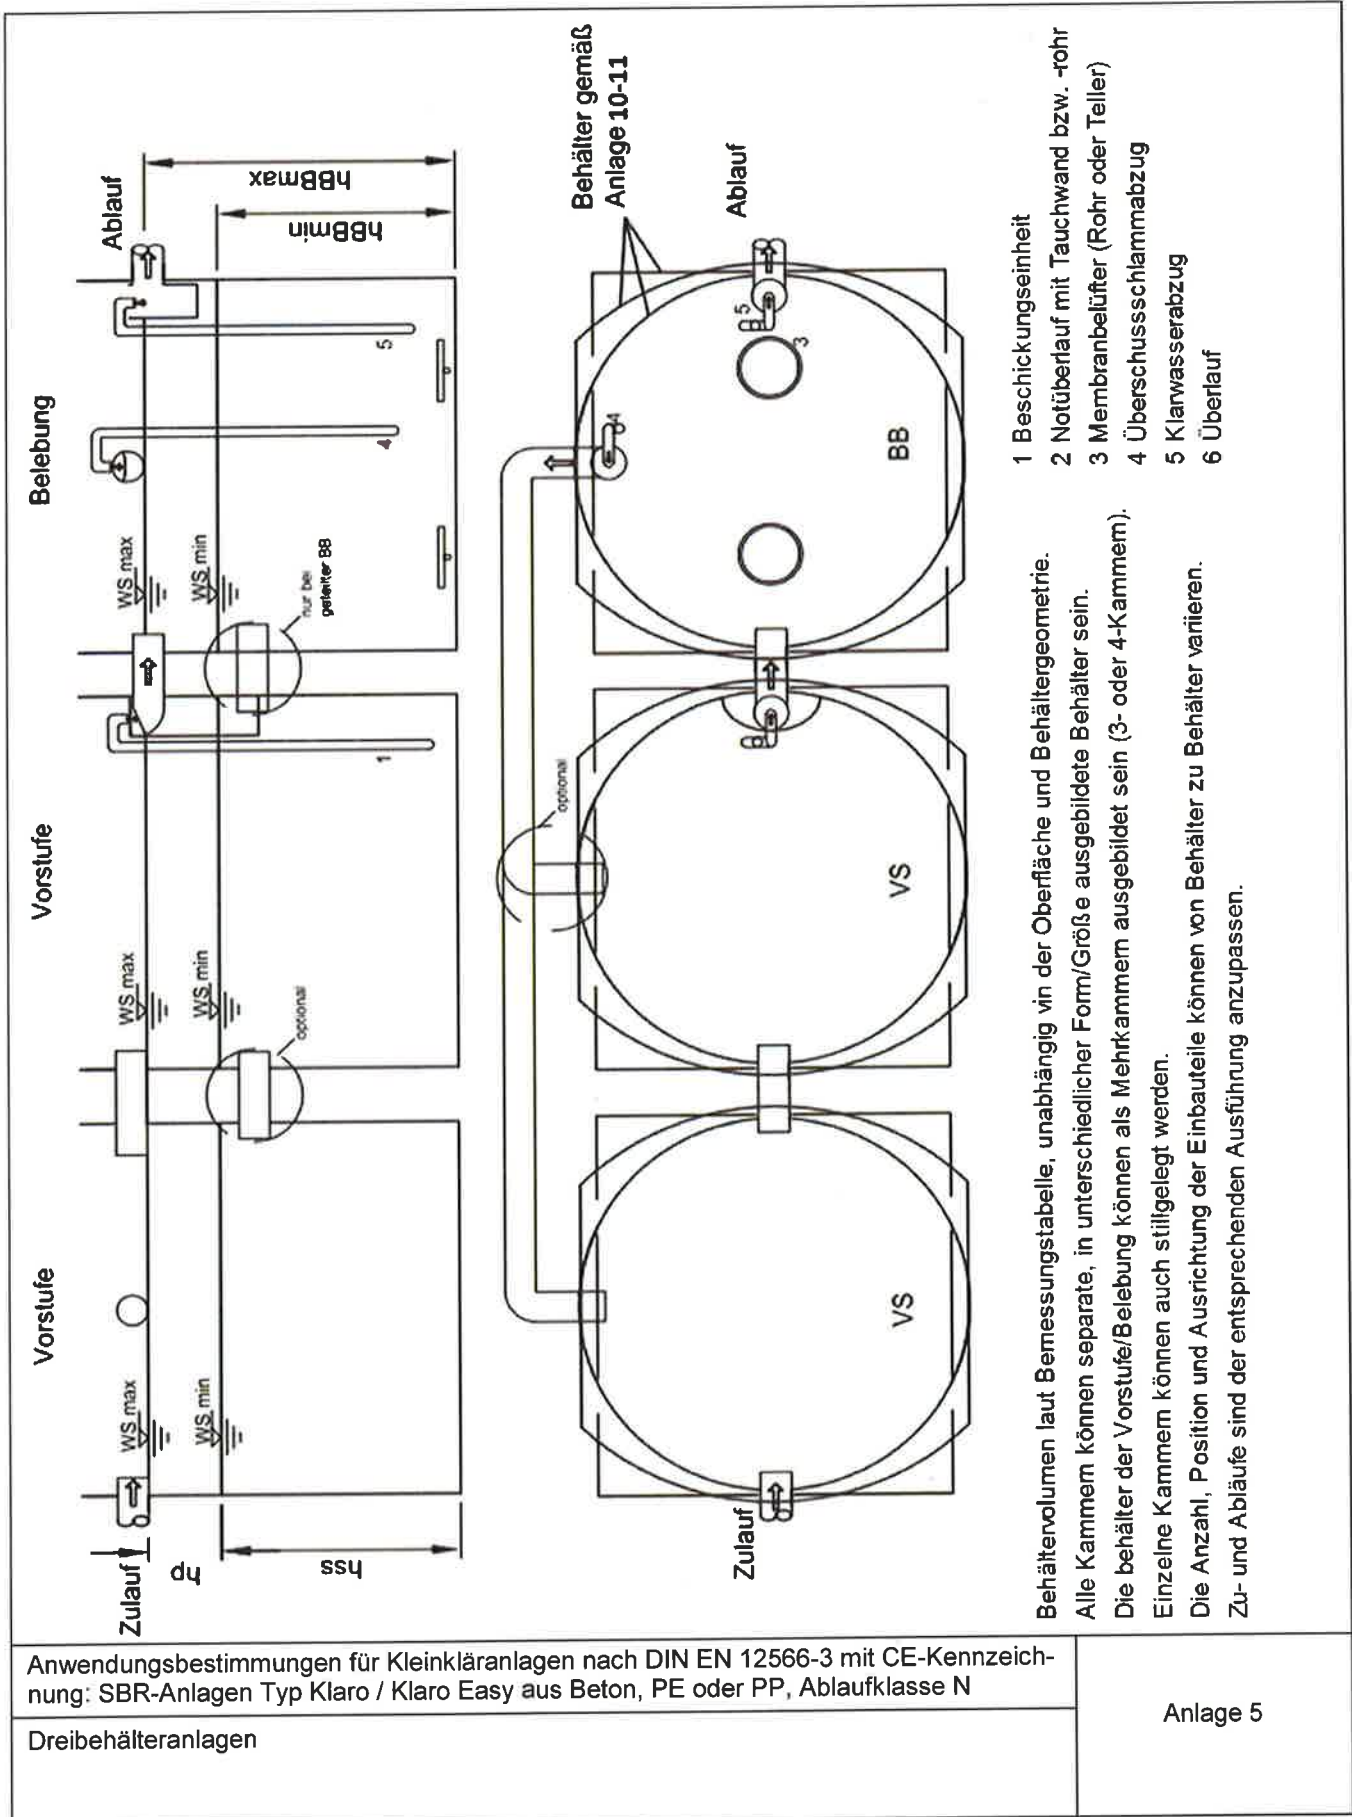 Vorstufe
Vorstufe
Belebung
Zulauf
WS max
WS min
WS max
WS min
WS max
WS min
Ablauf
hp
hss
optional
1
nur bei
geteilter BB
4
5
hBBmin
hBBmax
optional
Behälter gemäß
Anlage 10-11
Zulauf
VS
VS
BB
4
3
5
Ablauf
Behältervolumen laut Bemessungstabelle, unabhängig vin der Oberfläche und Behältergeometrie.
Alle Kammern können separate, in unterschiedlicher Form/Größe ausgebildete Behälter sein.
Die behälter der Vorstufe/Belebung können als Mehrkammern ausgebildet sein (3- oder 4-Kammern).
Einzelne Kammern können auch stillgelegt werden.
Die Anzahl, Position und Ausrichtung der Einbauteile können von Behälter zu Behälter variieren.
Zu- und Abläufe sind der entsprechenden Ausführung anzupassen.
1 Beschickungseinheit
2 Notüberlauf mit Tauchwand bzw. -rohr
3 Membranbelüfter (Rohr oder Teller)
4 Überschussschlammabzug
5 Klarwasserabzug
6 Überlauf
Anwendungsbestimmungen für Kleinkläranlagen nach DIN EN 12566-3 mit CE-Kennzeich-
nung: SBR-Anlagen Typ Klaro / Klaro Easy aus Beton, PE oder PP, Ablaufklasse N
Dreibehälteranlagen
Anlage 5